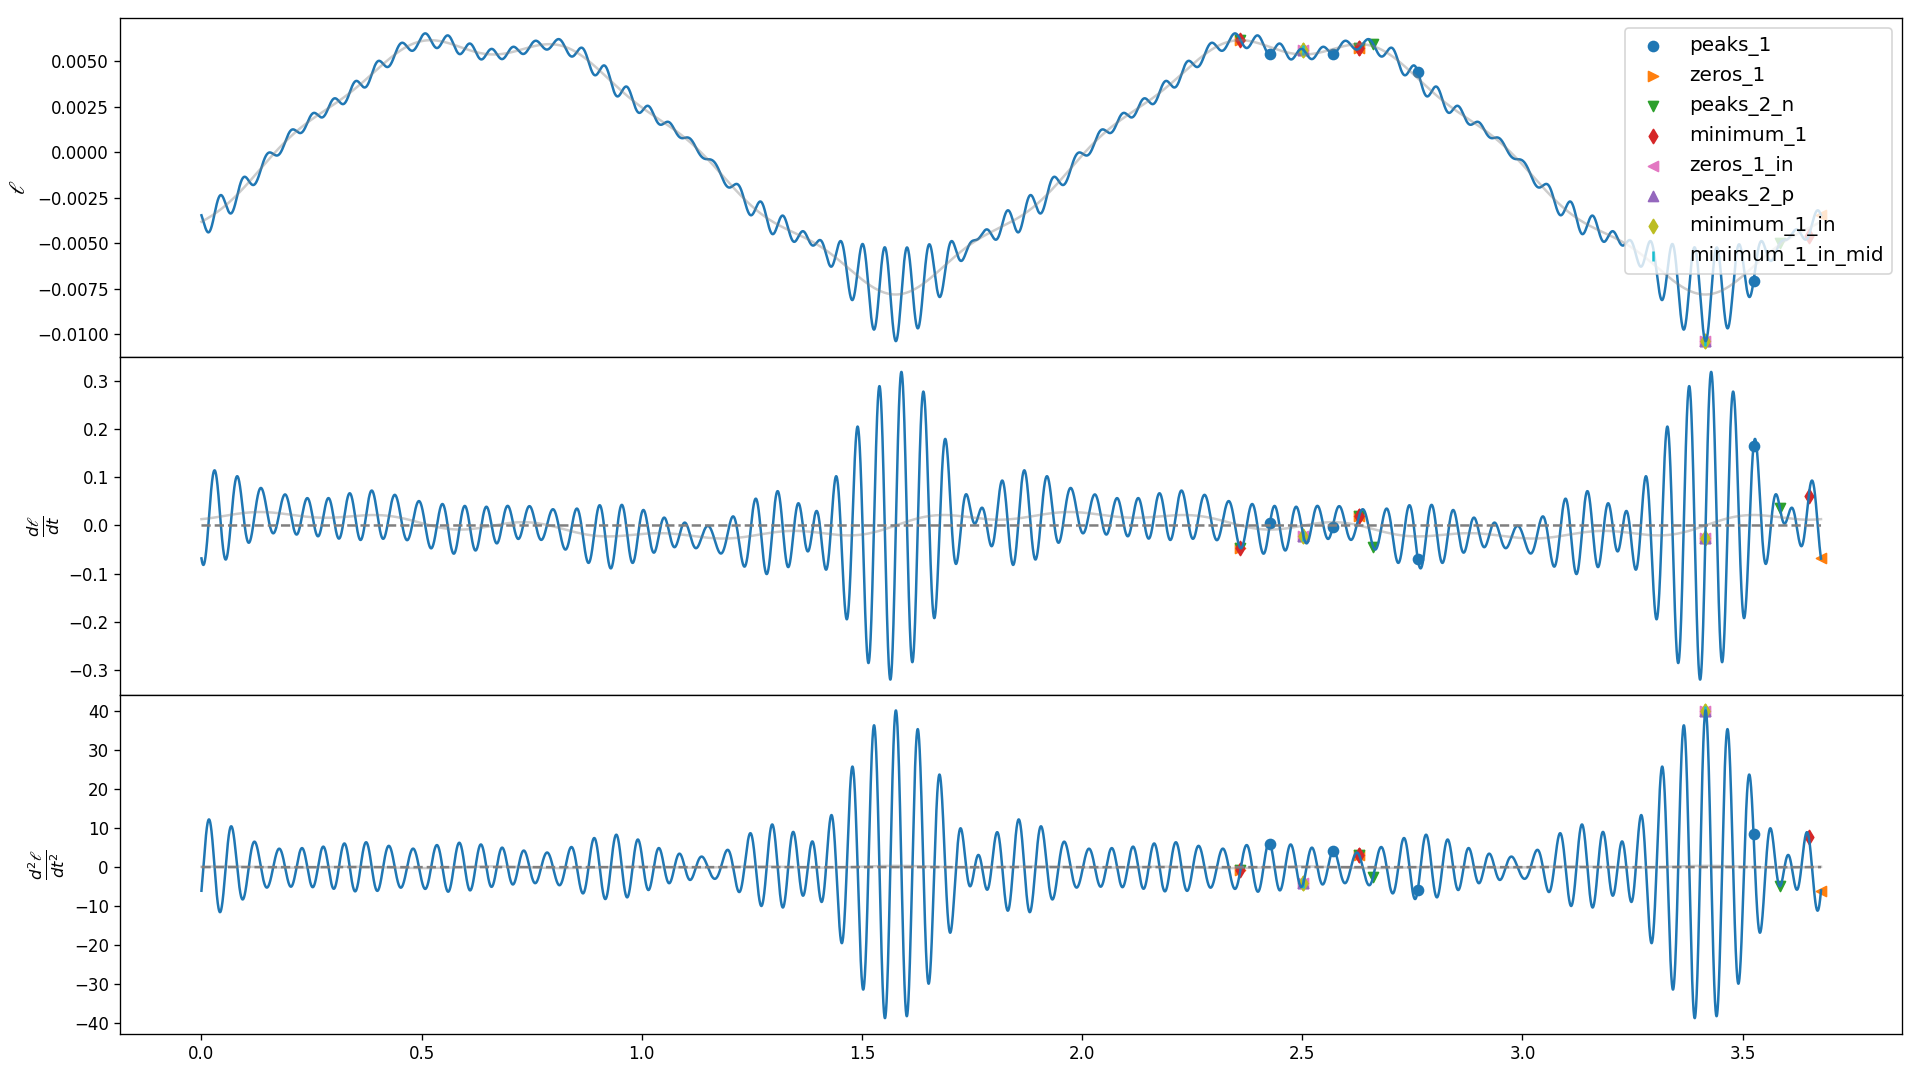 peaks_1
zeros_1
peaks_2_n
minimum_1
zeros_1_in
peaks_2_p
minimum_1_in
minimum_1_in_mid
ℓ
0.0050
0.0025
0.0000
−0.0025
−0.0050
−0.0075
−0.0100
dℓ/dt
0.3
0.2
0.1
0.0
−0.1
−0.2
−0.3
d²ℓ/dt²
40
30
20
10
0
−10
−20
−30
−40
0.0 0.5 1.0 1.5 2.0 2.5 3.0 3.5